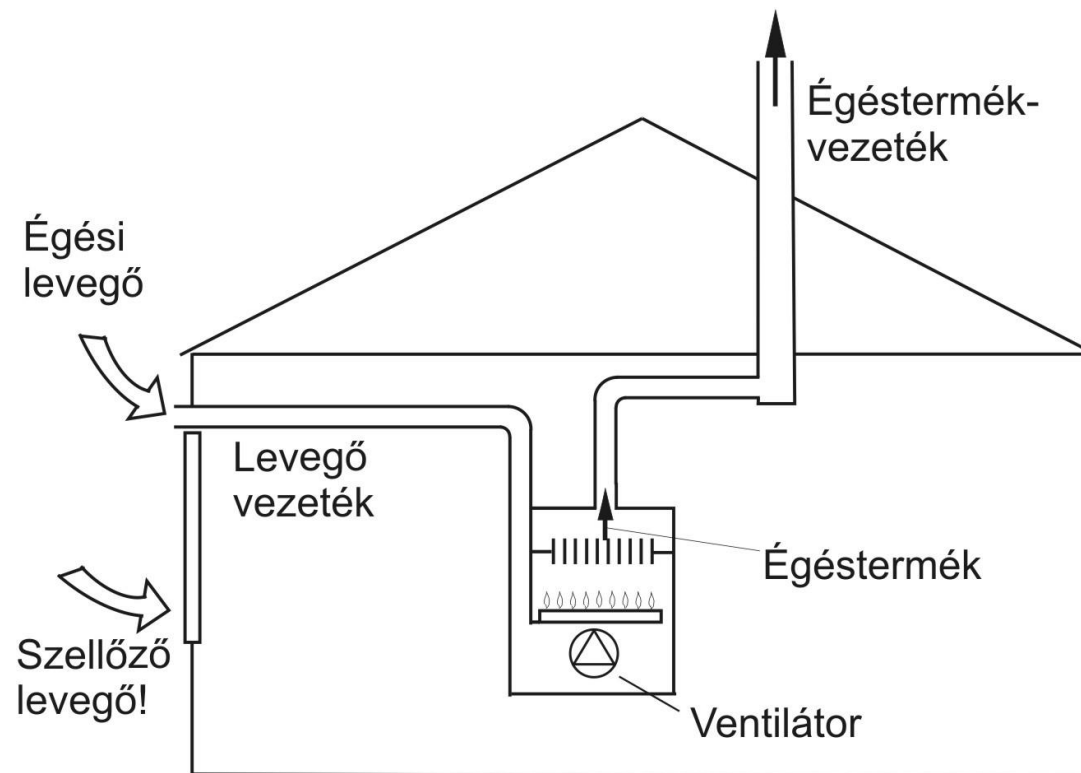 Égéstermék-
vezeték
Égési
levegő
Levegő
vezeték
Égéstermék
Szellőző
levegő!
Ventilátor